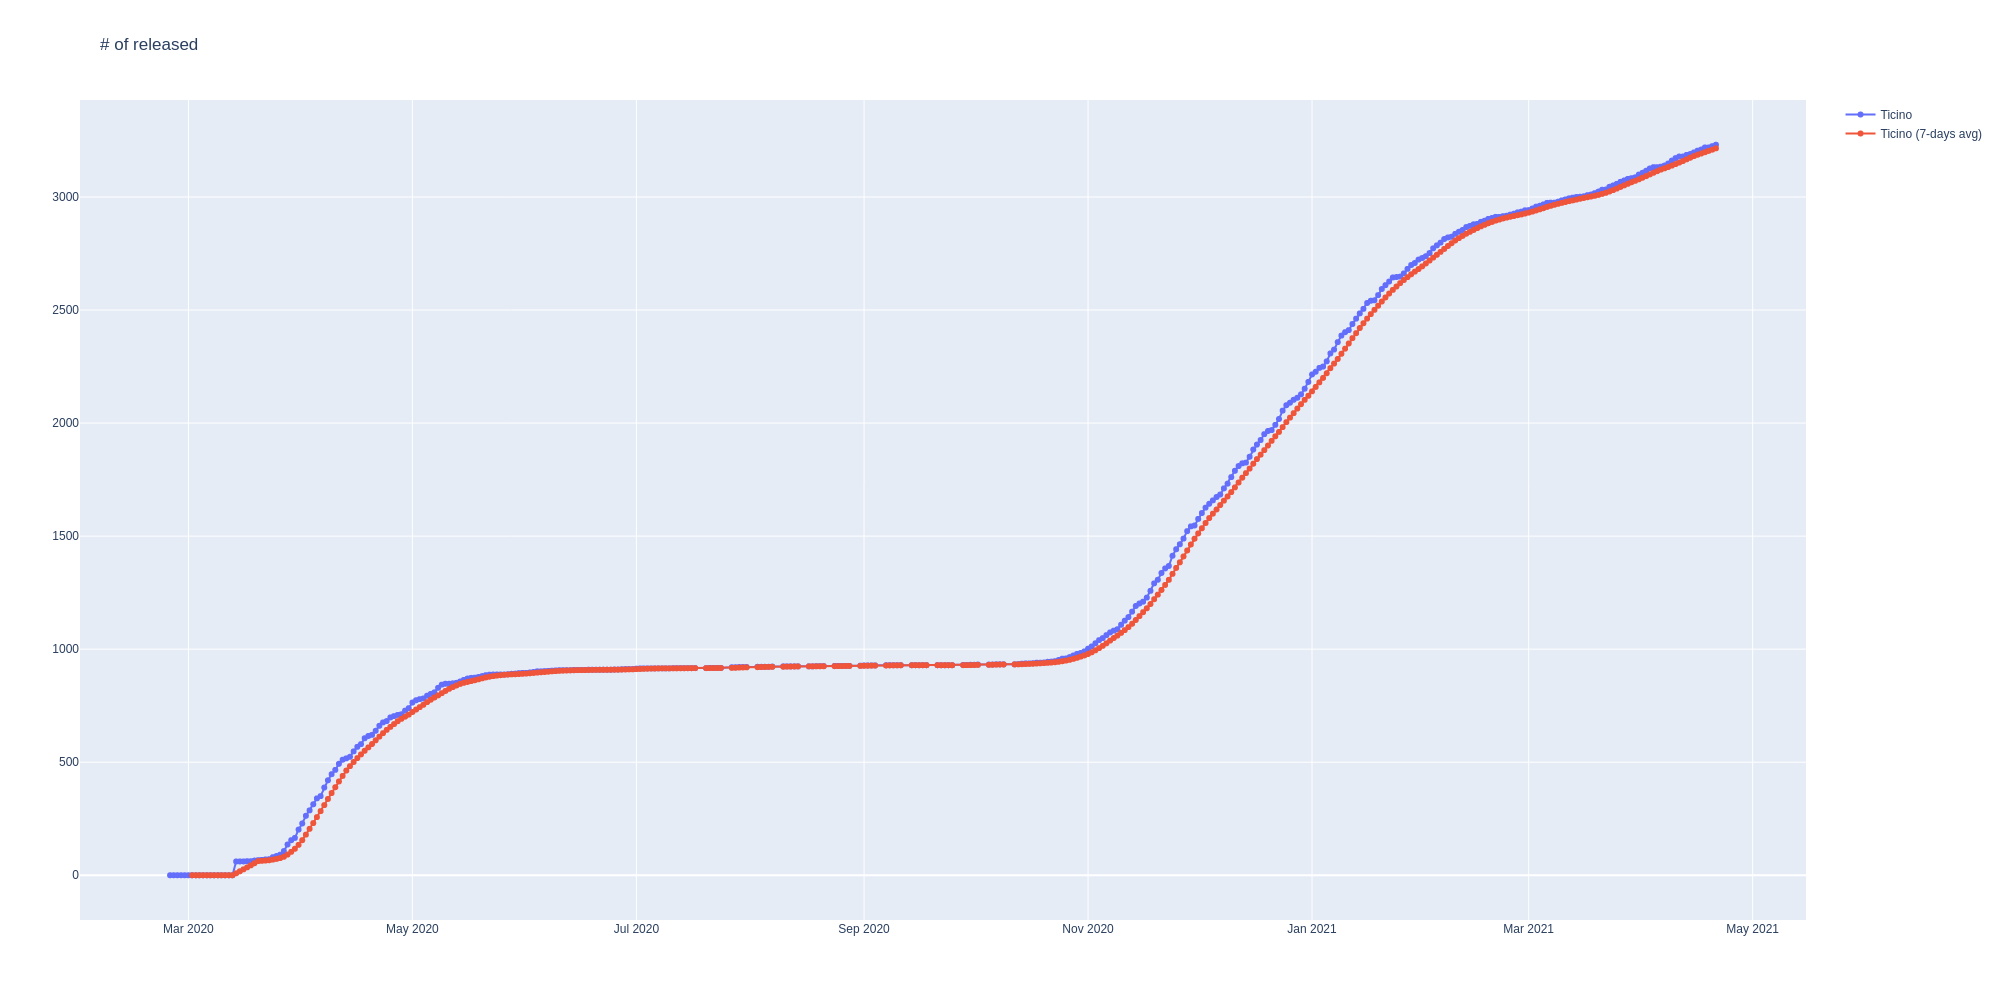 # of released
Ticino
Ticino (7-days avg)
3000
2500
2000
1500
1000
500
0
Mar 2020
May 2020
Jul 2020
Sep 2020
Nov 2020
Jan 2021
Mar 2021
May 2021